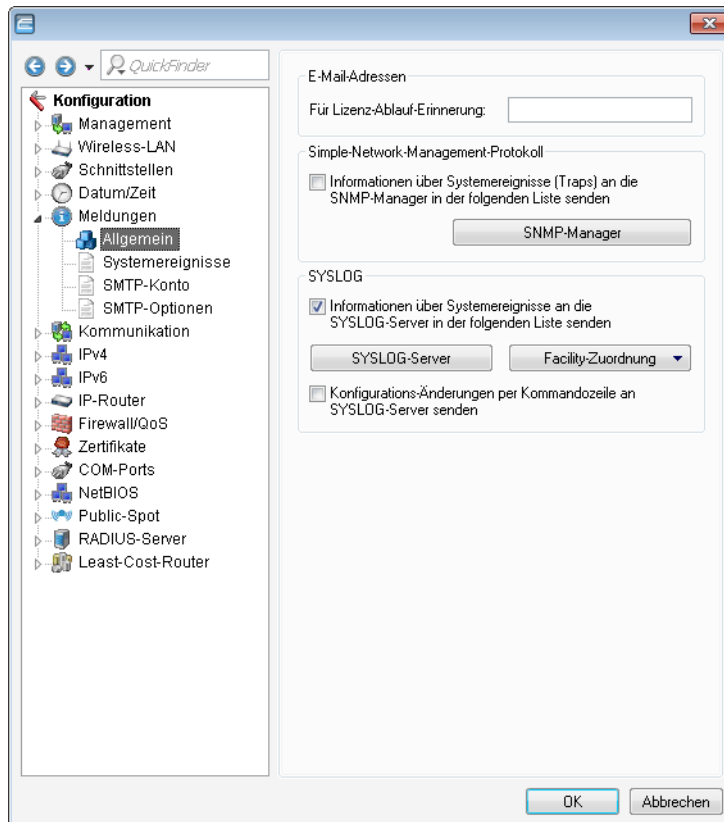 QuickFinder
Konfiguration
Management
Wireless-LAN
Schnittstellen
Datum/Zeit
Meldungen
Allgemein
Systemereignisse
SMTP-Konto
SMTP-Optionen
Kommunikation
IPv4
IPv6
IP-Router
Firewall/QoS
Zertifikate
COM-Ports
NetBIOS
Public-Spot
RADIUS-Server
Least-Cost-Router
E-Mail-Adressen
Für Lizenz-Ablauf-Erinnerung:
Simple-Network-Management-Protokoll
Informationen über Systemereignisse (Traps) an die
SNMP-Manager in der folgenden Liste senden
SNMP-Manager
SYSLOG
Informationen über Systemereignisse an die
SYSLOG-Server in der folgenden Liste senden
SYSLOG-Server
Facility-Zuordnung
Konfigurations-Änderungen per Kommandozeile an
SYSLOG-Server senden
OK
Abbrechen